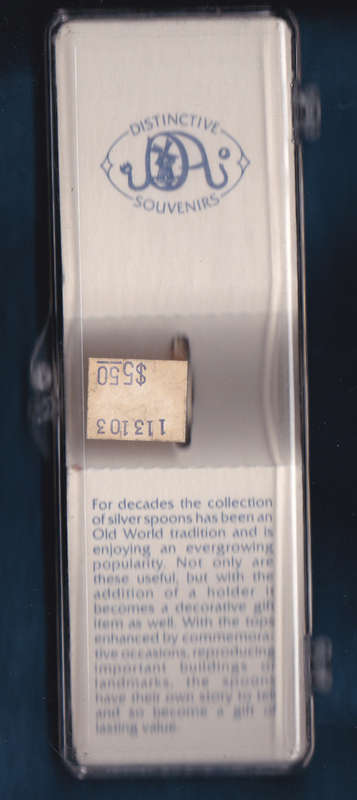 DISTINCTIVE
SOUVENIRS
$5.50
113103
For decades the collection
of silver spoons has been an
Old World tradition and is
enjoying an evergrowing
popularity. Not only are
these useful, but with the
addition of a holder i
becomes a decorative gift
item as well. With the tops
enhanced by commemora
tive occasions, reproducing
important buildings o
landmarks, the spoons
have their own story to tell
and so become a gift of
lasting value.